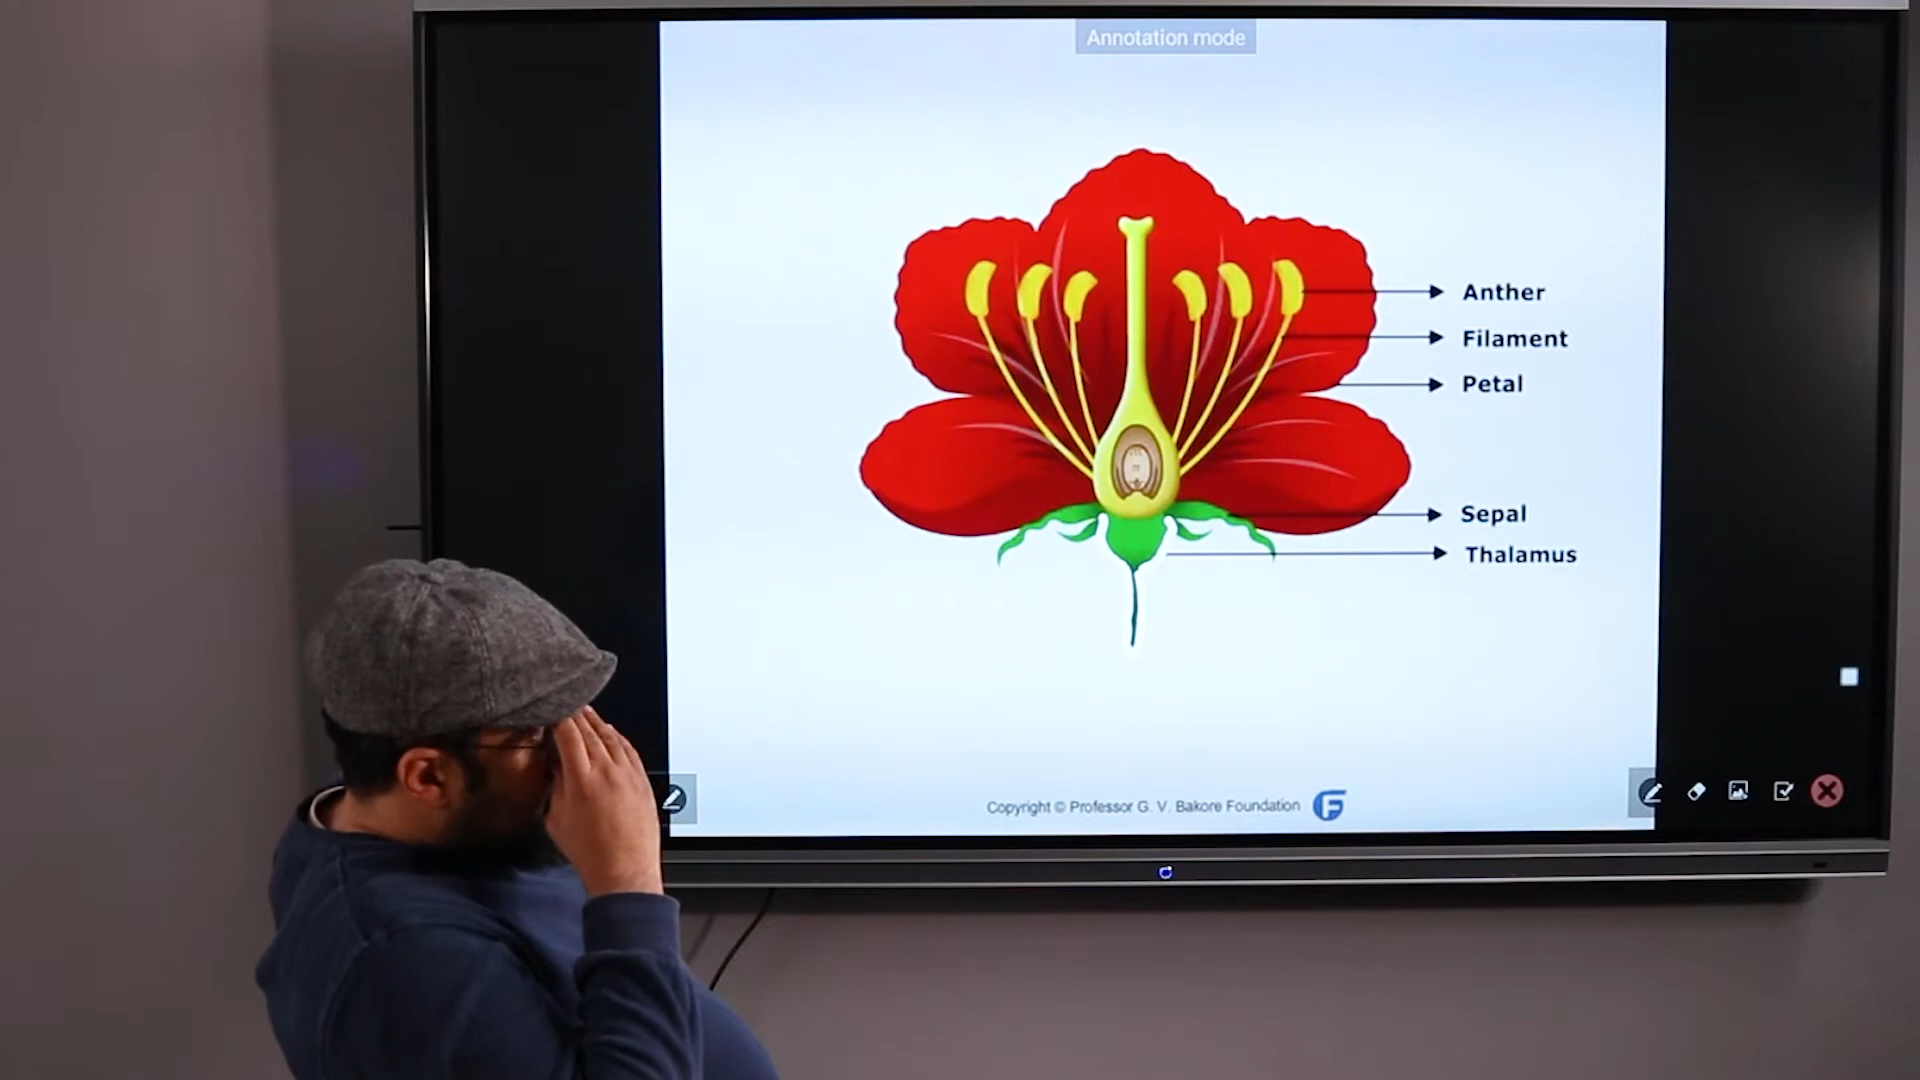 Annotation mode
Anther
Filament
Petal
Sepal
Thalamus
Copyright © Professor G. V. Bakore Foundation